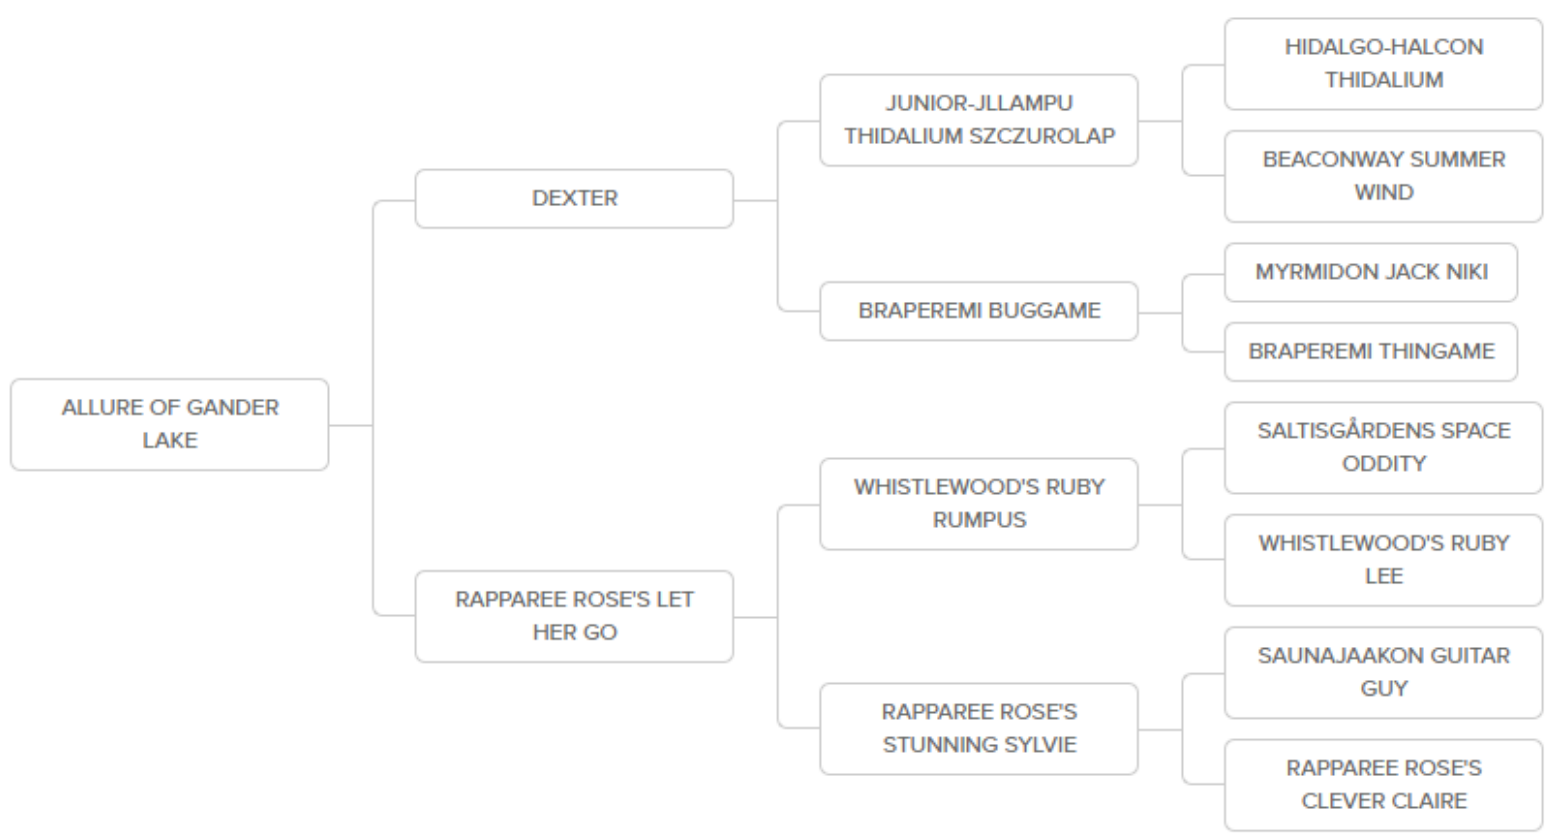 HIDALGO-HALCON
THIDALIUM
JUNIOR-JLLAMPU
THIDALIUM SZCZUROLAP
BEACONWAY SUMMER
WIND
DEXTER
MYRMIDON JACK NIKI
BRAPEREMI BUGGAME
BRAPEREMI THINGAME
ALLURE OF GANDER
LAKE
SALTISGÅRDENS SPACE
ODDITY
WHISTLEWOOD'S RUBY
RUMPUS
WHISTLEWOOD'S RUBY
LEE
RAPPAREE ROSE'S LET
HER GO
SAUNAJAAKON GUITAR
GUY
RAPPAREE ROSE'S
STUNNING SYLVIE
RAPPAREE ROSE'S
CLEVER CLAIRE